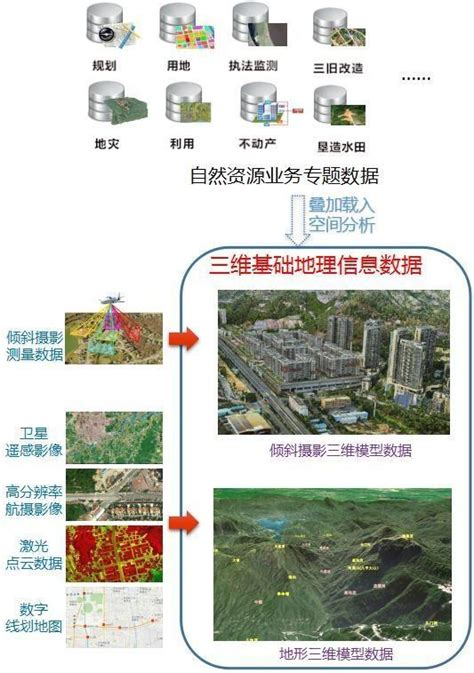 规划 用地 执法监测 三旧改造
......
地灾 利用 不动产 垦造水田
自然资源业务专题数据
叠加载入
空间分析
三维基础地理信息数据
倾斜摄影
测量数据
倾斜摄影三维模型数据
卫星
遥感影像
高分辨率
航摄影像
激光
点云数据
数字
线划地图
地形三维模型数据